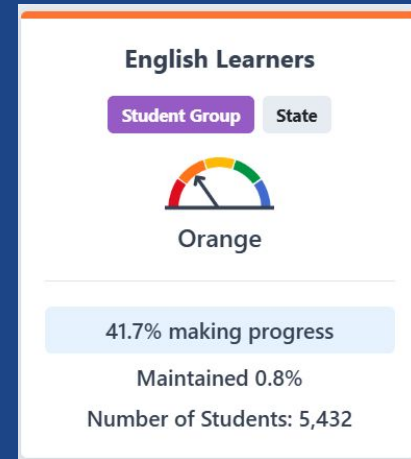 English Learners
Student Group State
Orange
41.7% making progress
Maintained 0.8%
Number of Students: 5,432